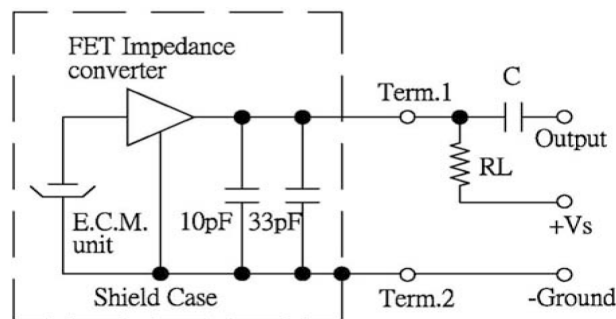 FET Impedance
converter
Term.1
C
Output
RL
+Vs
E.C.M.
unit
10pF
33pF
Shield Case
Term.2
-Ground